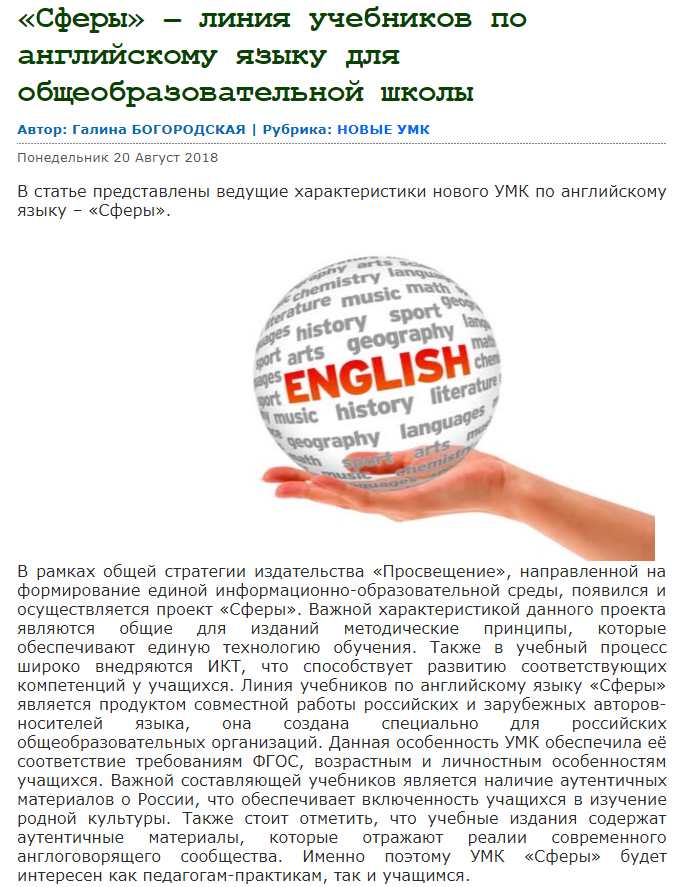 «Сферы» – линия учебников по
английскому языку для
общеобразовательной школы
Автор: Галина БОГОРОДСКАЯ | Рубрика: НОВЫЕ УМК
Понедельник 20 Август 2018
В статье представлены ведущие характеристики нового УМК по английскому
языку – «Сферы».
geography arts
chemistry language
literature music math
history sport geography
sport arts geography
math
ENGLISH
sport
music history literature
geography languages
math sport arts music
music chemistry
languages
В рамках общей стратегии издательства «Просвещение», направленной на
формирование единой информационно-образовательной среды, появился и
осуществляется проект «Сферы». Важной характеристикой данного проекта
являются общие для изданий методические принципы, которые
обеспечивают единую технологию обучения. Также в учебный процесс
широко внедряются ИКТ, что способствует развитию соответствующих
компетенций у учащихся. Линия учебников по английскому языку «Сферы»
является продуктом совместной работы российских и зарубежных авторов-
носителей языка, она создана специально для российских
общеобразовательных организаций. Данная особенность УМК обеспечила её
соответствие требованиям ФГОС, возрастным и личностным особенностям
учащихся. Важной составляющей учебников является наличие аутентичных
материалов о России, что обеспечивает включенность учащихся в изучение
родной культуры. Также стоит отметить, что учебные издания содержат
аутентичные материалы, которые отражают реалии современного
англоговорящего сообщества. Именно поэтому УМК «Сферы» будет
интересен как педагогам-практикам, так и учащимся.